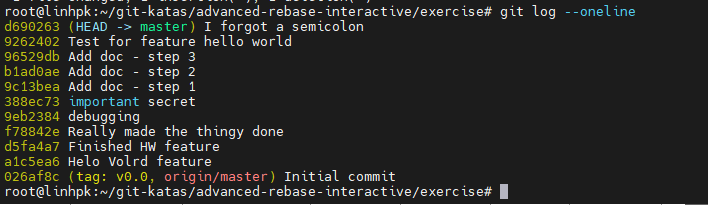 root@linhpk:~/git-katas/advanced-rebase-interactive/exercise# git log --oneline
d690263 (HEAD -> master) I forgot a semicolon
9262402 Test for feature hello world
96529db Add doc - step 3
b1ad0ae Add doc - step 2
9c13bea Add doc - step 1
388ec73 important secret
9eb2384 debugging
f78842e Really made the thingy done
d5fa4a7 Finished HW feature
a1c5ea6 Helo Volrd feature
026af8c (tag: v0.0, origin/master) Initial commit
root@linhpk:~/git-katas/advanced-rebase-interactive/exercise#